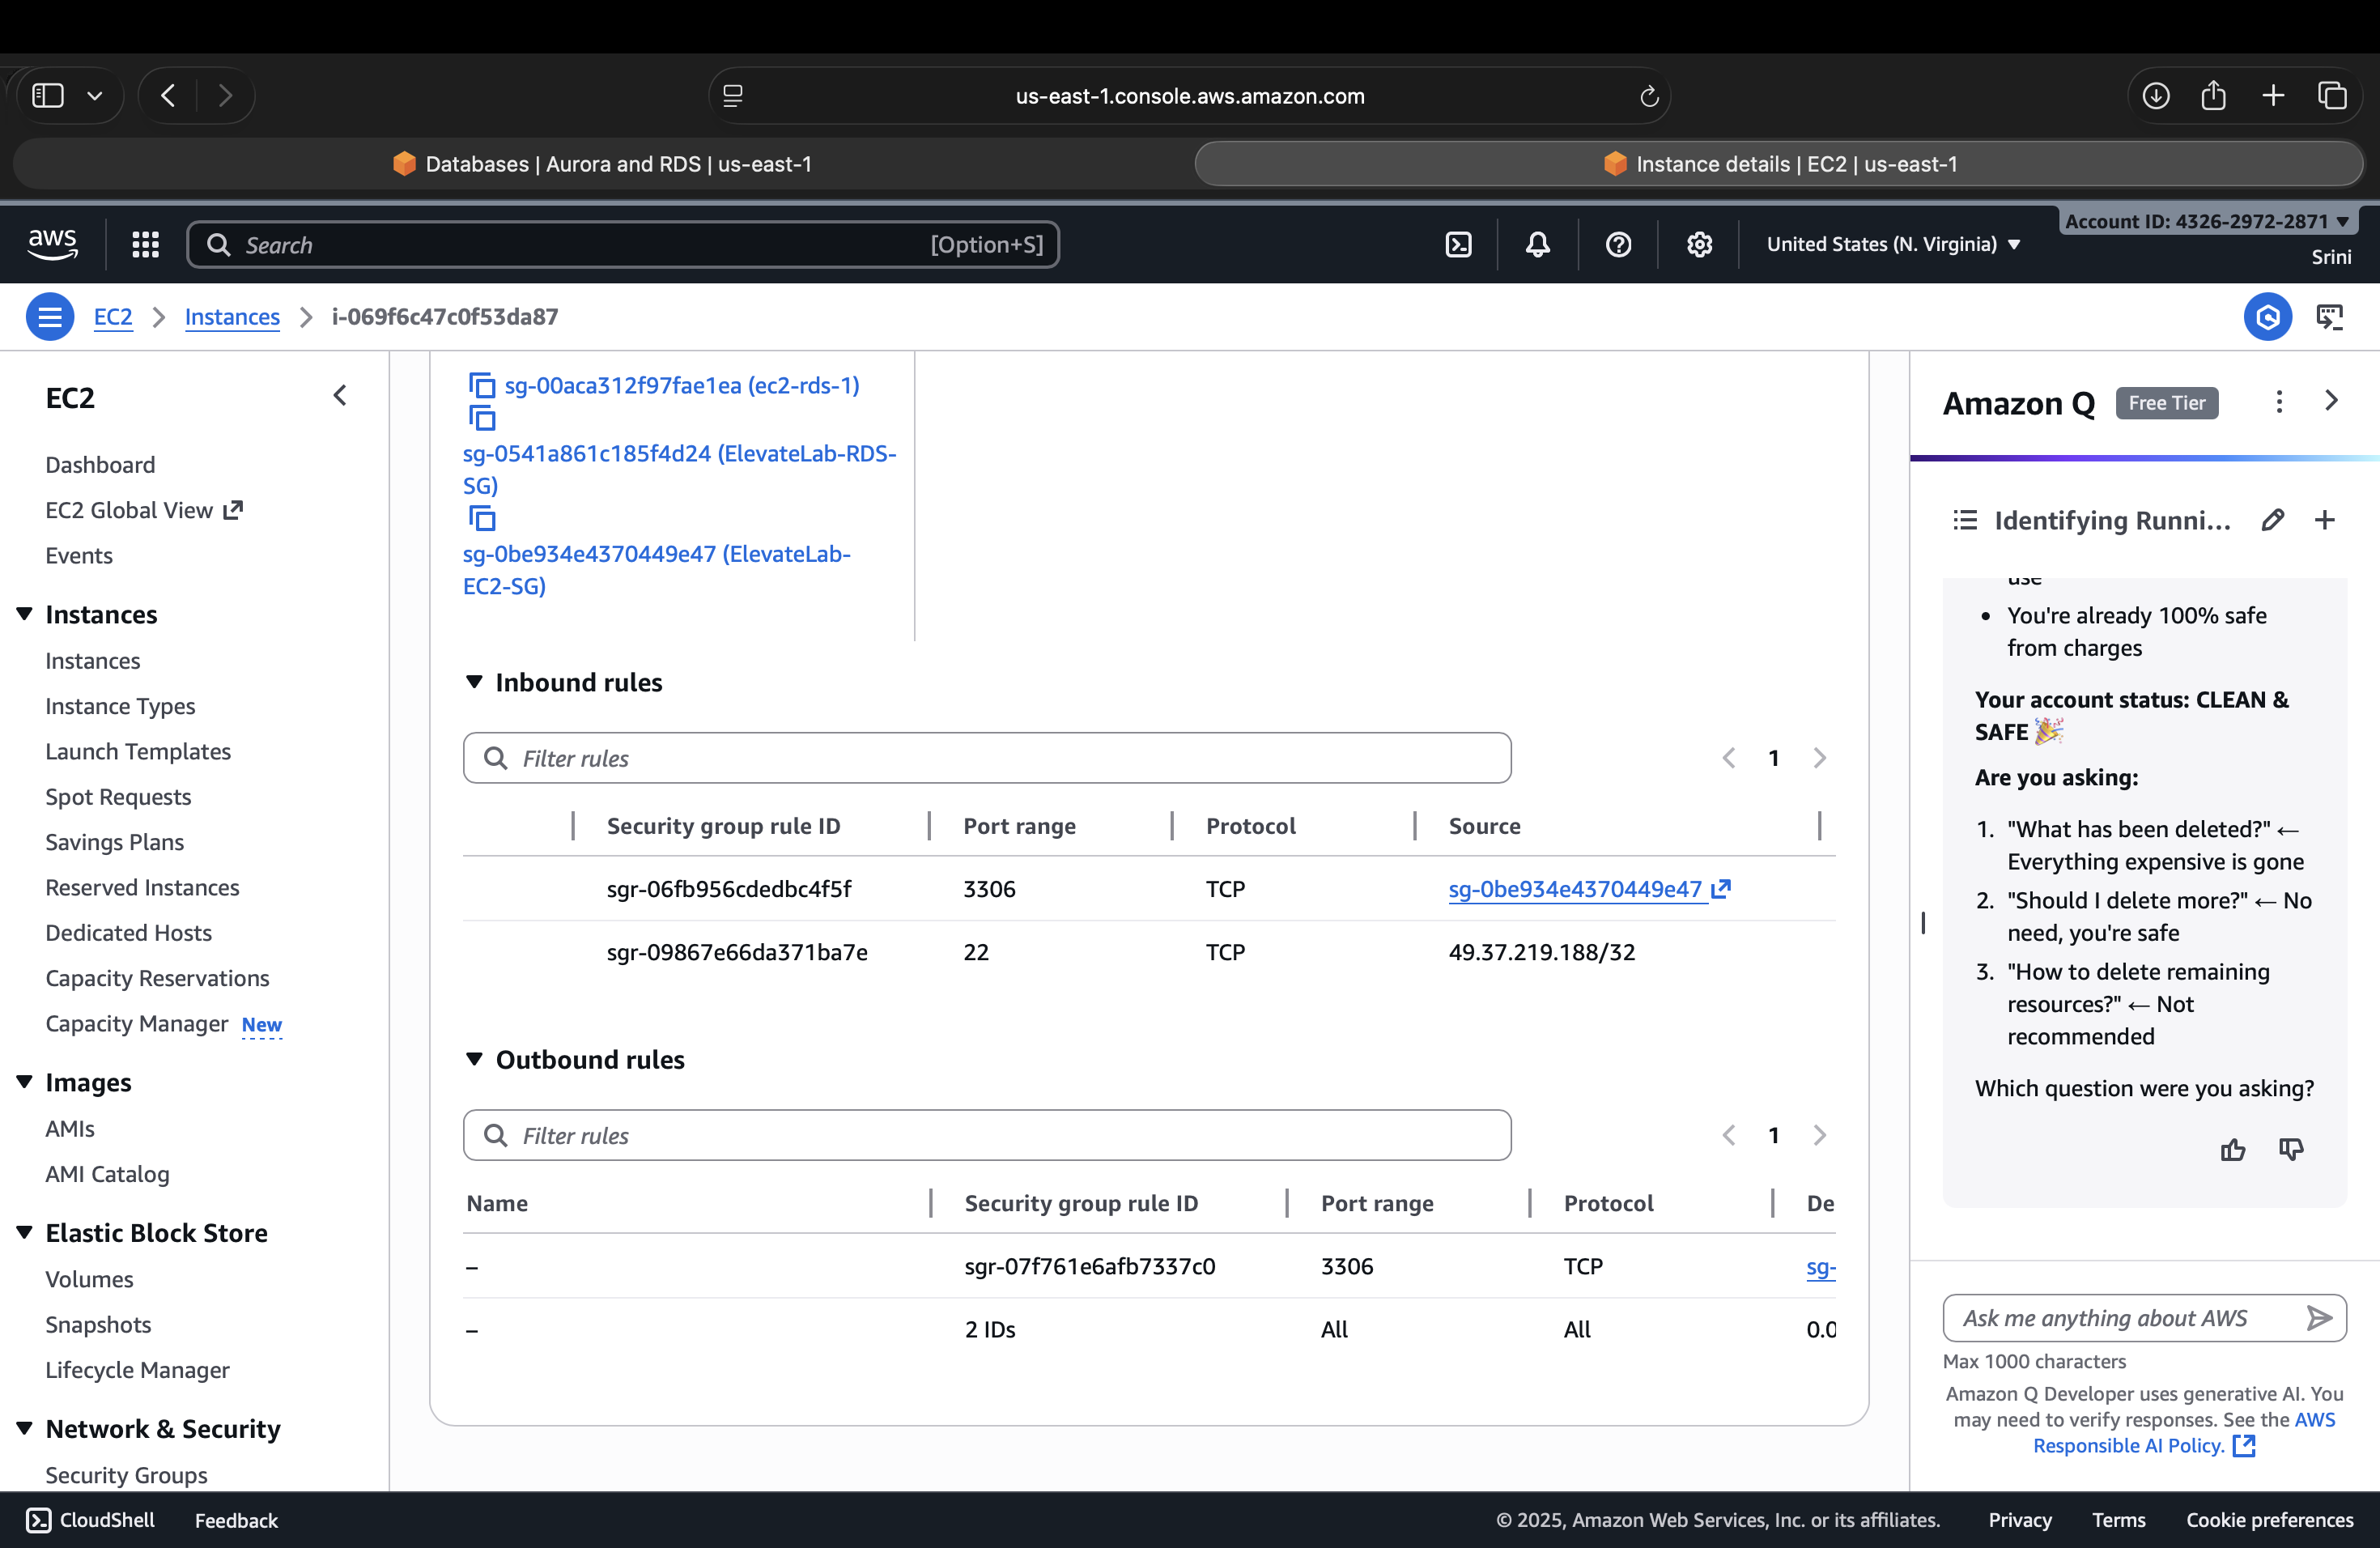 us-east-1.console.aws.amazon.com
Databases | Aurora and RDS | us-east-1
Instance details | EC2 | us-east-1
aws
Search
[Option+S]
United States (N. Virginia)
Account ID: 4326-2972-2871
Srini
EC2
Instances
i-069f6c47c0f53da87
EC2
Dashboard
EC2 Global View
Events
Instances
Instances
Instance Types
Launch Templates
Spot Requests
Savings Plans
Reserved Instances
Dedicated Hosts
Capacity Reservations
Capacity Manager New
Images
AMIs
AMI Catalog
Elastic Block Store
Volumes
Snapshots
Lifecycle Manager
Network & Security
Security Groups
sg-00aca312f97fae1ea (ec2-rds-1)
sg-0541a861c185f4d24 (ElevateLab-RDS-
SG)
sg-0be934e4370449e47 (ElevateLab-
EC2-SG)
Inbound rules
Filter rules
1
Security group rule ID Port range Protocol Source
sgr-06fb956cdedbc4f5f 3306 TCP sg-0be934e4370449e47
sgr-09867e66da371ba7e 22 TCP 49.37.219.188/32
Outbound rules
Filter rules
1
Name Security group rule ID Port range Protocol De
– sgr-07f761e6afb7337c0 3306 TCP sg-
– 2 IDs All All 0.0
Amazon Q Free Tier
Identifying Runni...
use
• You're already 100% safe
from charges
Your account status: CLEAN &
SAFE 🎉
Are you asking:
1. "What has been deleted?" ←
Everything expensive is gone
2. "Should I delete more?" ← No
need, you're safe
3. "How to delete remaining
resources?" ← Not
recommended
Which question were you asking?
Ask me anything about AWS
Max 1000 characters
Amazon Q Developer uses generative AI. You
may need to verify responses. See the AWS
Responsible AI Policy.
CloudShell
Feedback
© 2025, Amazon Web Services, Inc. or its affiliates.
Privacy
Terms
Cookie preferences